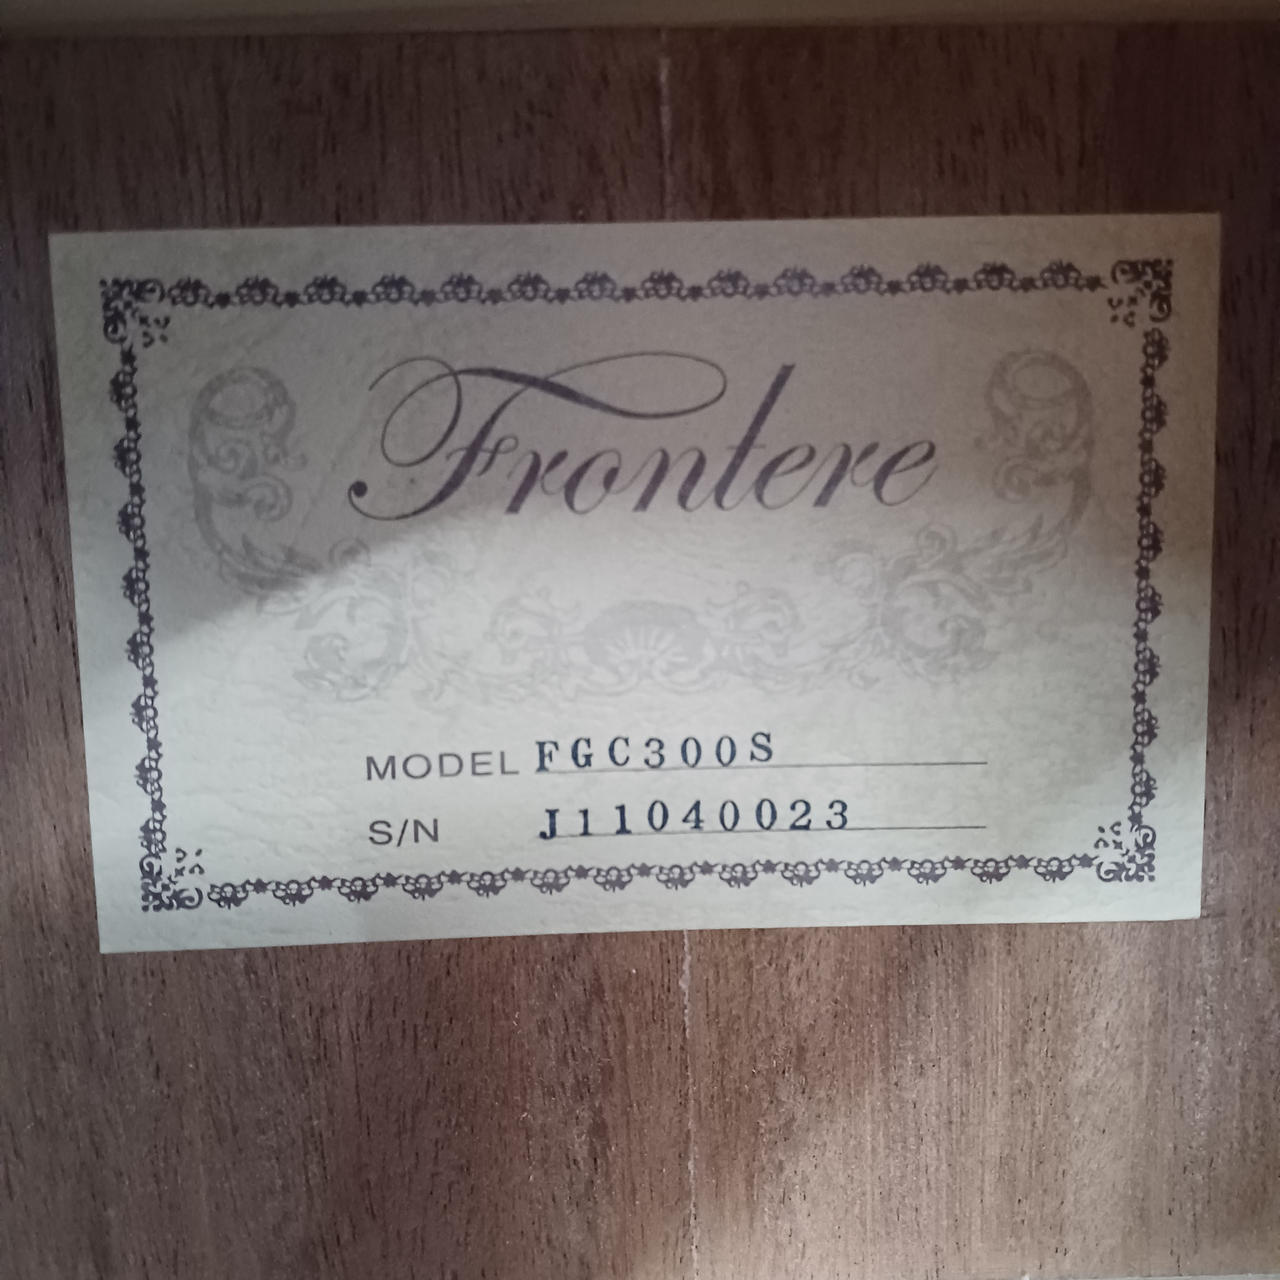 Frontere
MODEL FGC300S
S/N J11040023